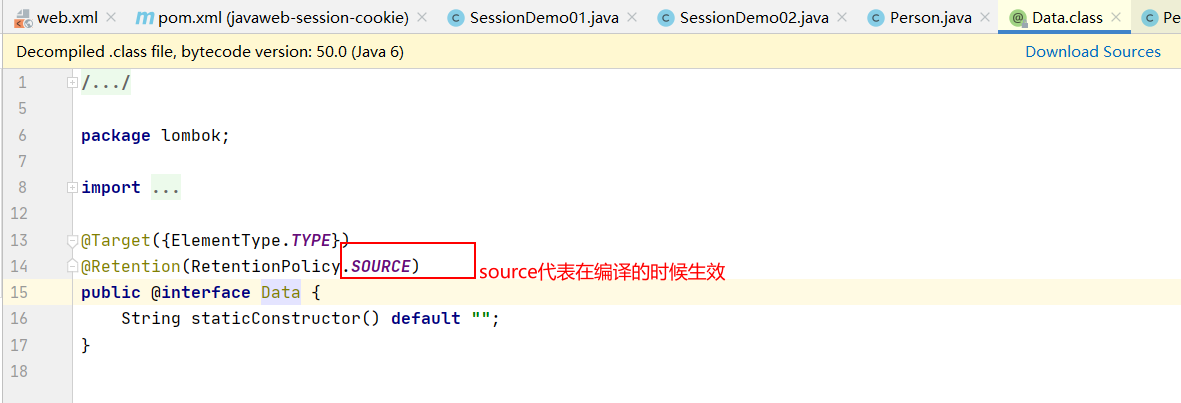 web.xml pom.xml (javaweb-session-cookie) SessionDemo01.java SessionDemo02.java Person.java Data.class Pe
Decompiled .class file, bytecode version: 50.0 (Java 6) Download Sources
1 /.../
5
6 package lombok;
7
8 import ...
12
13 @Target({ElementType.TYPE})
14 @Retention(RetentionPolicy.SOURCE) source代表在编译的时候生效
15 public @interface Data {
16 String staticConstructor() default "";
17 }
18